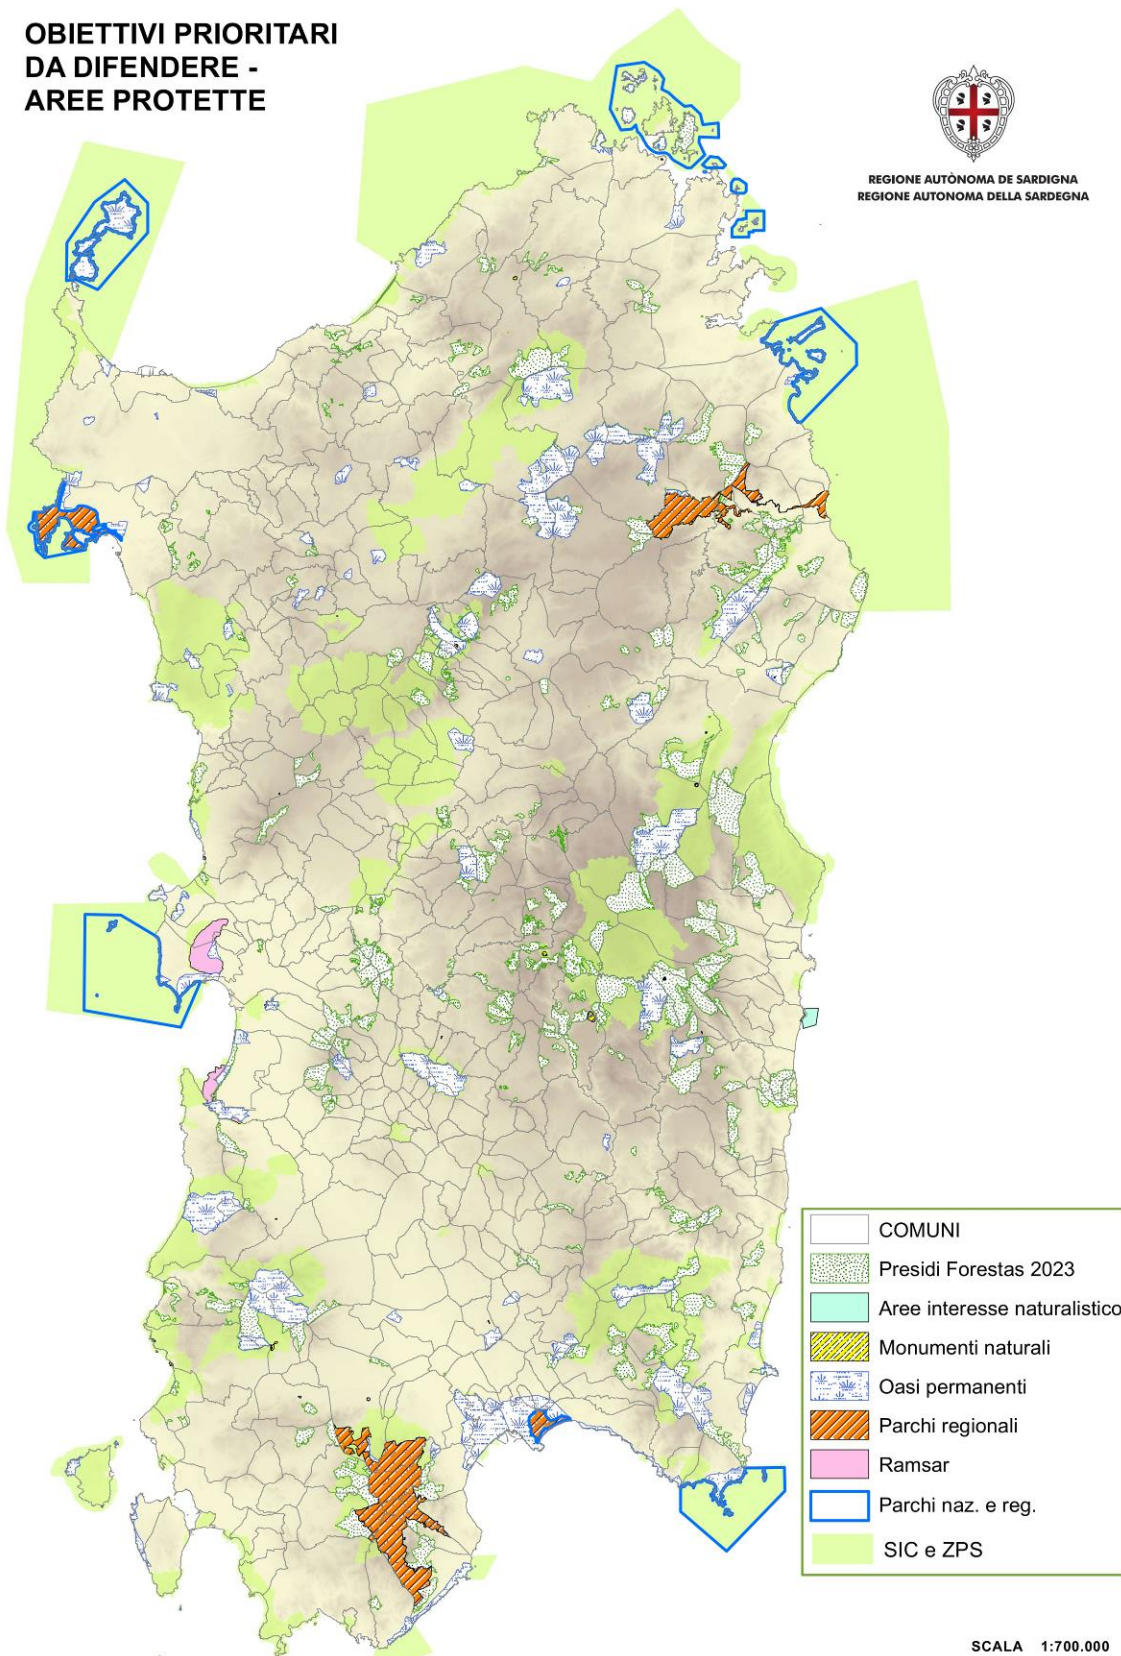 OBIETTIVI PRIORITARI
DA DIFENDERE -
AREE PROTETTE
REGIONE AUTÒNOMA DE SARDIGNA
REGIONE AUTONOMA DELLA SARDEGNA
COMUNI
Presidi Forestas 2023
Aree interesse naturalistico
Monumenti naturali
Oasi permanenti
Parchi regionali
Ramsar
Parchi naz. e reg.
SIC e ZPS
SCALA 1:700.000